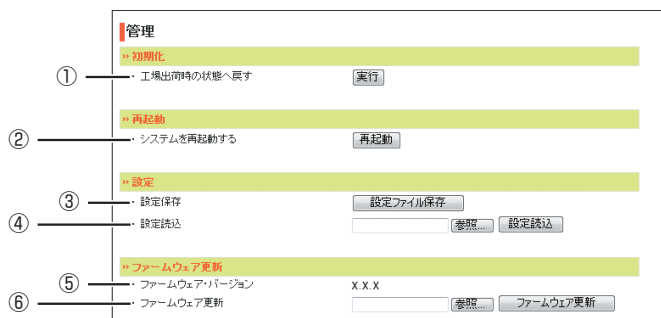 管理
» 初期化
① ・ 工場出荷時の状態へ戻す 実行
» 再起動
② ・ システムを再起動する 再起動
» 設定
③ ・ 設定保存 設定ファイル保存
④ ・ 設定読込 参照... 設定読込
» ファームウェア更新
⑤ ・ ファームウェア・バージョン X.X.X
⑥ ・ ファームウェア更新 参照... ファームウェア更新